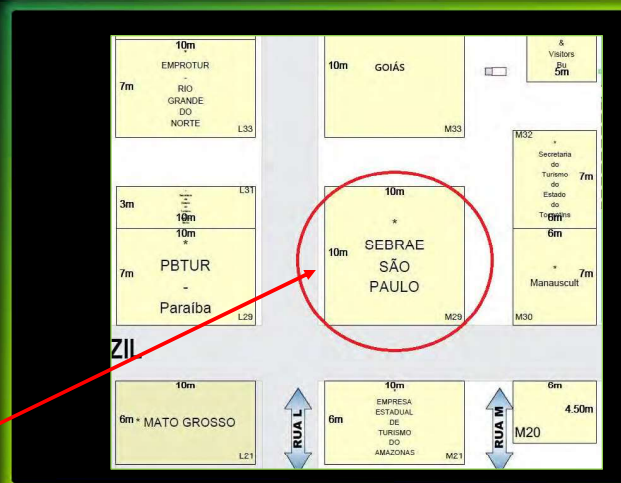 10m
EMPROTUR
-
7m
RIO
GRANDE
DO
NORTE
L33
10m
GOIÁS
M33
&
Visitors
Bu
5m
L31
3m
10m
10m
*
7m
PBTUR
-
Paraíba
L29
10m
*
10m
SEBRAE
SÃO
PAULO
M29
M32
*
Secretaria
do
Turismo
7m
do
Estado
do
Tocantins
6m
6m
*
7m
Manauscult
M30
ZIL
10m
6m * MATO GROSSO
L21
RUA L
10m
EMPRESA
ESTADUAL
6m
DE
TURISMO
DO
AMAZONAS
M21
RUA M
6m
4.50m
M20